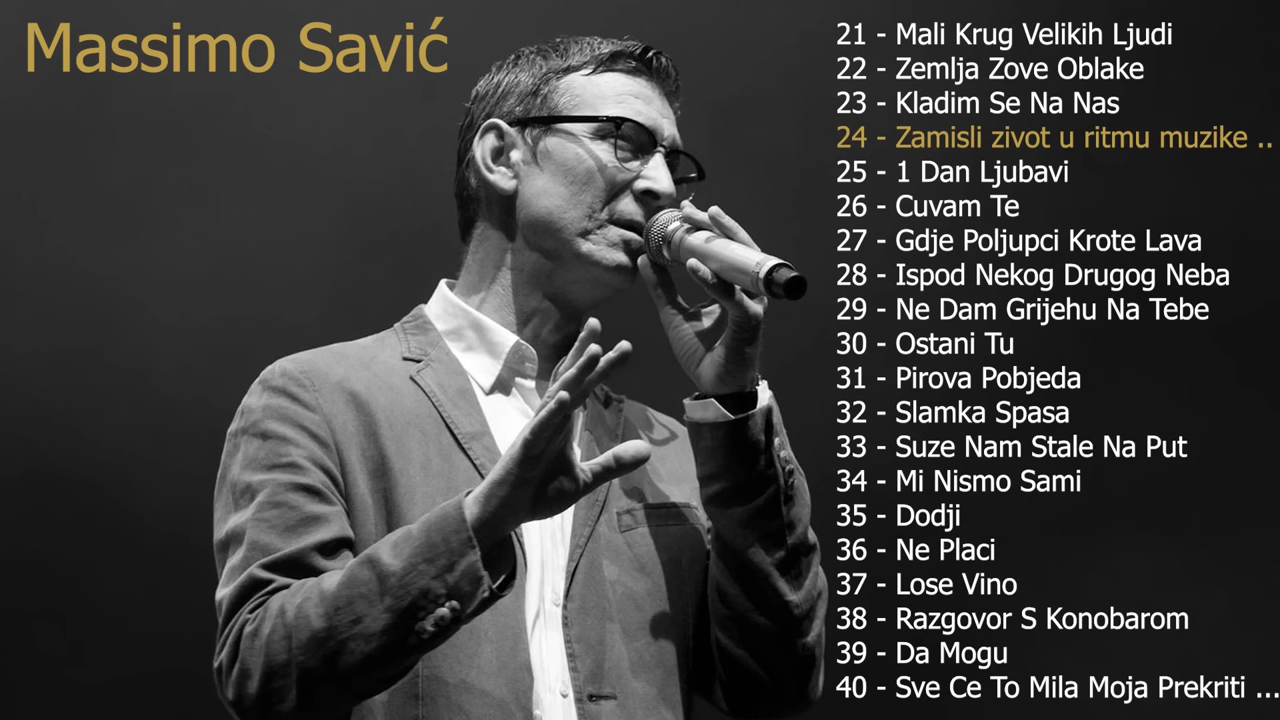 Massimo Savić
21 - Mali Krug Velikih Ljudi
22 - Zemlja Zove Oblake
23 - Kladim Se Na Nas
24 - Zamisli zivot u ritmu muzike ..
25 - 1 Dan Ljubavi
26 - Cuvam Te
27 - Gdje Poljupci Krote Lava
28 - Ispod Nekog Drugog Neba
29 - Ne Dam Grijehu Na Tebe
30 - Ostani Tu
31 - Pirova Pobjeda
32 - Slamka Spasa
33 - Suze Nam Stale Na Put
34 - Mi Nismo Sami
35 - Dodji
36 - Ne Placi
37 - Lose Vino
38 - Razgovor S Konobarom
39 - Da Mogu
40 - Sve Ce To Mila Moja Prekriti ...